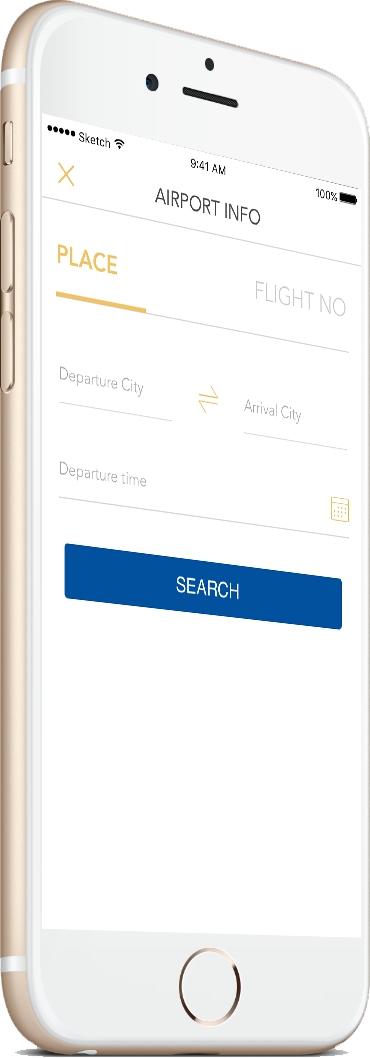 Sketch
9:41 AM
100%
AIRPORT INFO
PLACE
FLIGHT NO
Departure City
Arrival City
Departure time
SEARCH